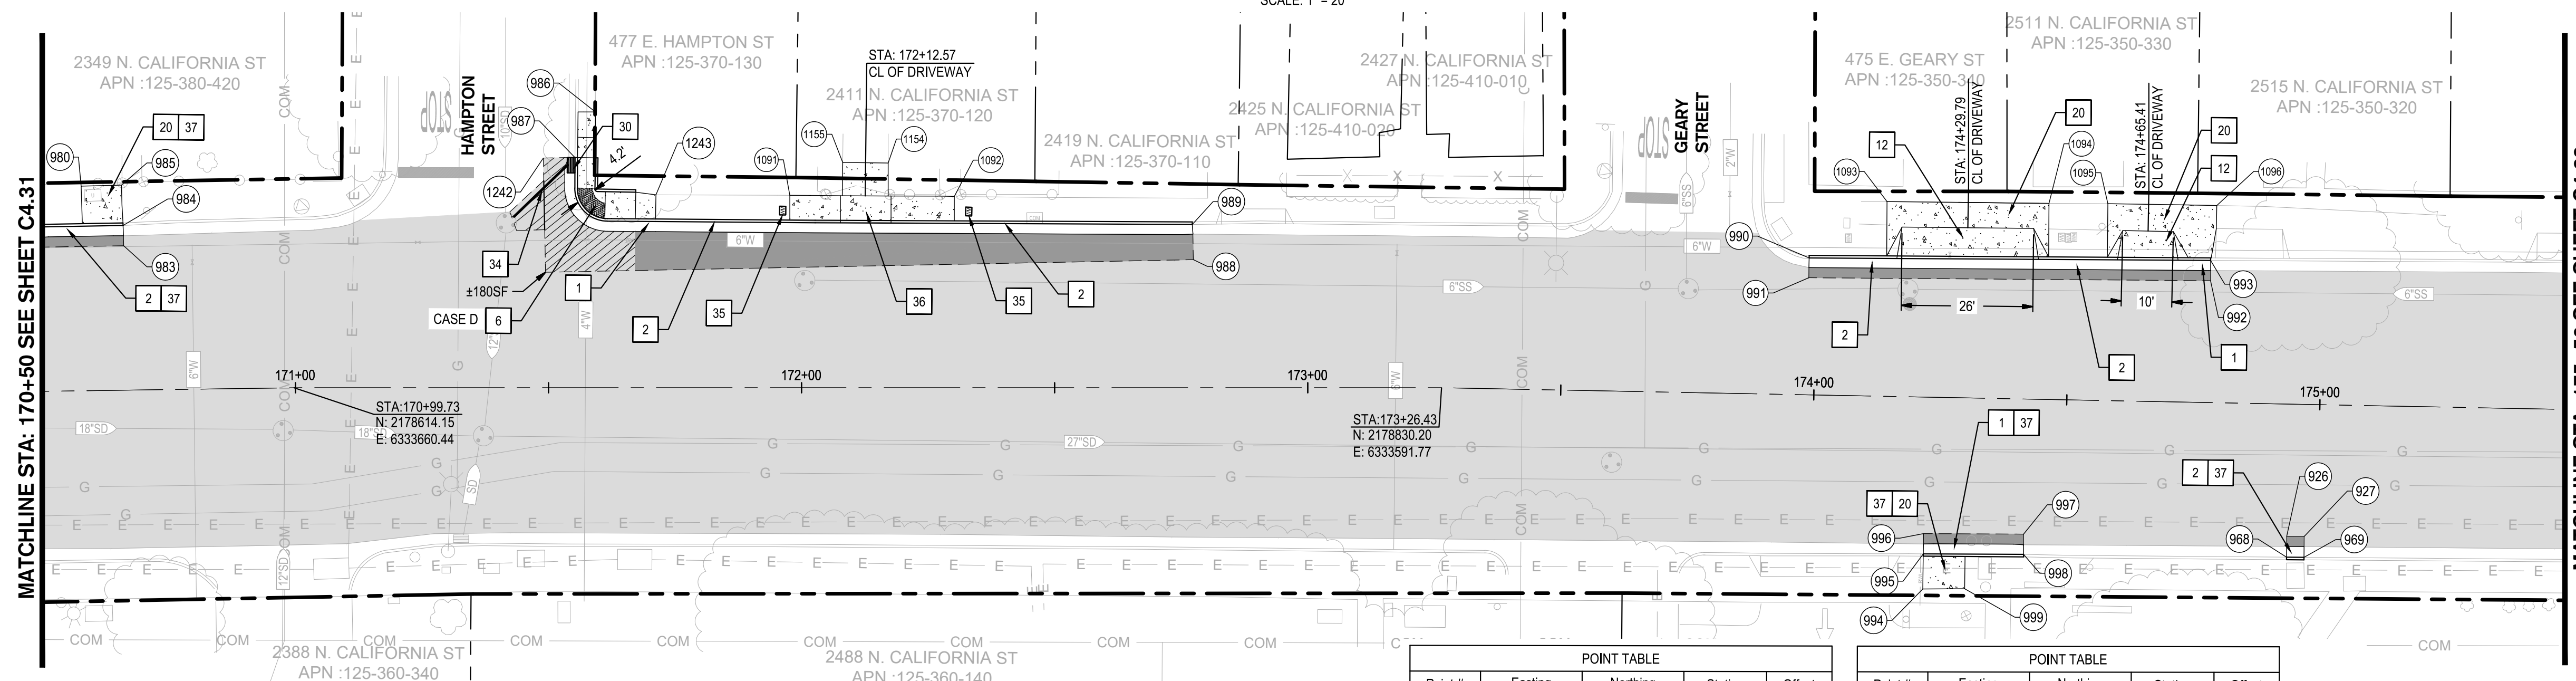 SCALE: 1" = 20'
MATCHLINE STA: 170+50 SEE SHEET C4.31
2349 N. CALIFORNIA ST
APN :125-380-420
20 37
980
985
984
983
2 37
COM
STOP
HAMPTON
STREET
10"SD
986
987
30
4.2'
1243
1242
34
±180SF
CASE D 6
1
2
35
36
35
2
477 E. HAMPTON ST
APN :125-370-130
STA: 172+12.57
CL OF DRIVEWAY
2411 N. CALIFORNIA ST
APN :125-370-120
1155
1154
1091
1092
2419 N. CALIFORNIA ST
APN :125-370-110
2425 N. CALIFORNIA ST
APN :125-410-020
2427 N. CALIFORNIA ST
APN :125-410-010
X X X
989
988
STOP
GEARY
STREET
2"W
6"SS
475 E. GEARY ST
APN :125-350-340
2511 N. CALIFORNIA ST
APN :125-350-330
2515 N. CALIFORNIA ST
APN :125-350-320
STA: 174+29.79
CL OF DRIVEWAY
STA: 174+65.41
CL OF DRIVEWAY
12
20
20
12
1093
1094
1095
1096
990
991
993
992
26'
10'
2
2
1
6"W
6"W
6"SS
6"SS
6"W
4"W
12"
6"W
COM
G
171+00
172+00
173+00
174+00
175+00
STA:170+99.73
N: 2178614.15
E: 6333660.44
STA:173+26.43
N: 2178830.20
E: 6333591.77
18"SD
18"SD
27"SD
SD
12"SD
G G G G G G
E E E E E E
1 37
37 20
996
997
995
998
994
999
2 37
926
927
968
969
COM COM COM COM COM COM COM COM COM
COM
2388 N. CALIFORNIA ST
APN :125-360-340
2488 N. CALIFORNIA ST
APN :125-360-140
POINT TABLE
POINT TABLE